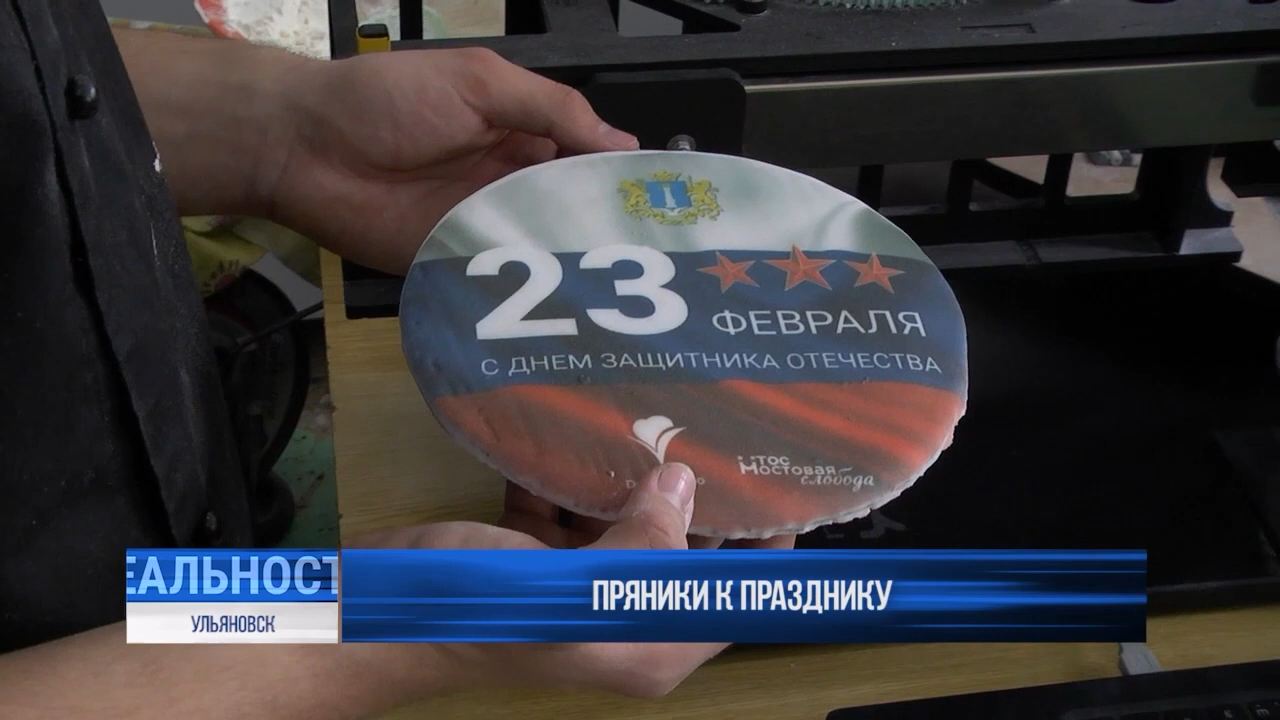 23
ФЕВРАЛЯ
С ДНЕМ ЗАЩИТНИКА ОТЕЧЕСТВА
ТОС
Мостовая
слобода
ЕАЛЬНОСТ
УЛЬЯНОВСК
ПРЯНИКИ К ПРАЗДНИКУ